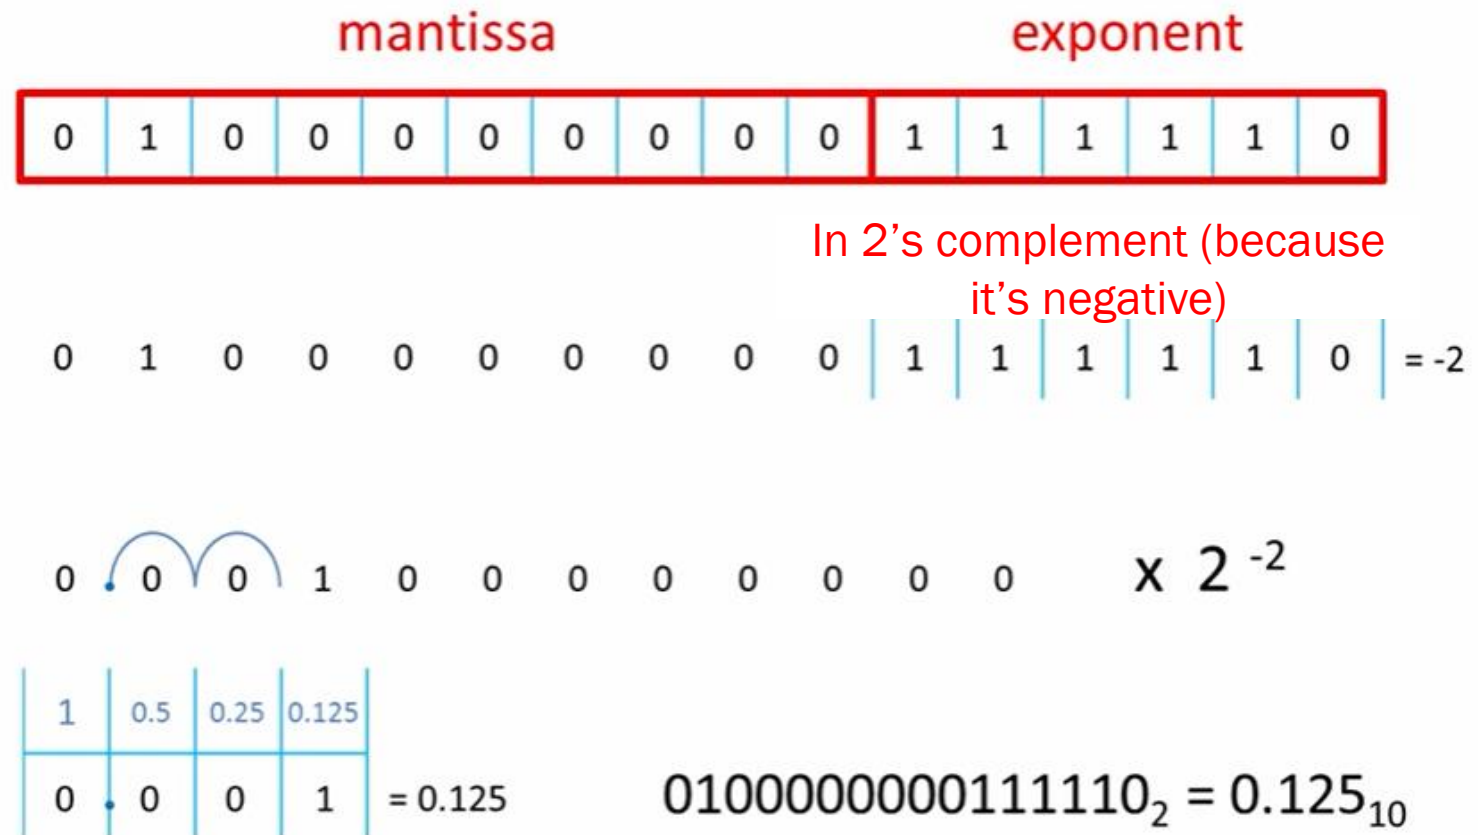 mantissa exponent
0 1 0 0 0 0 0 0 0 0 1 1 1 1 1 0
In 2's complement (because
it's negative)
0 1 0 0 0 0 0 0 0 0 1 1 1 1 1 0 = -2
0 . 0 0 1 0 0 0 0 0 0 0 0 x 2 ⁻²
1 0.5 0.25 0.125
0 . 0 0 1 = 0.125 0100000000111110₂ = 0.125₁₀